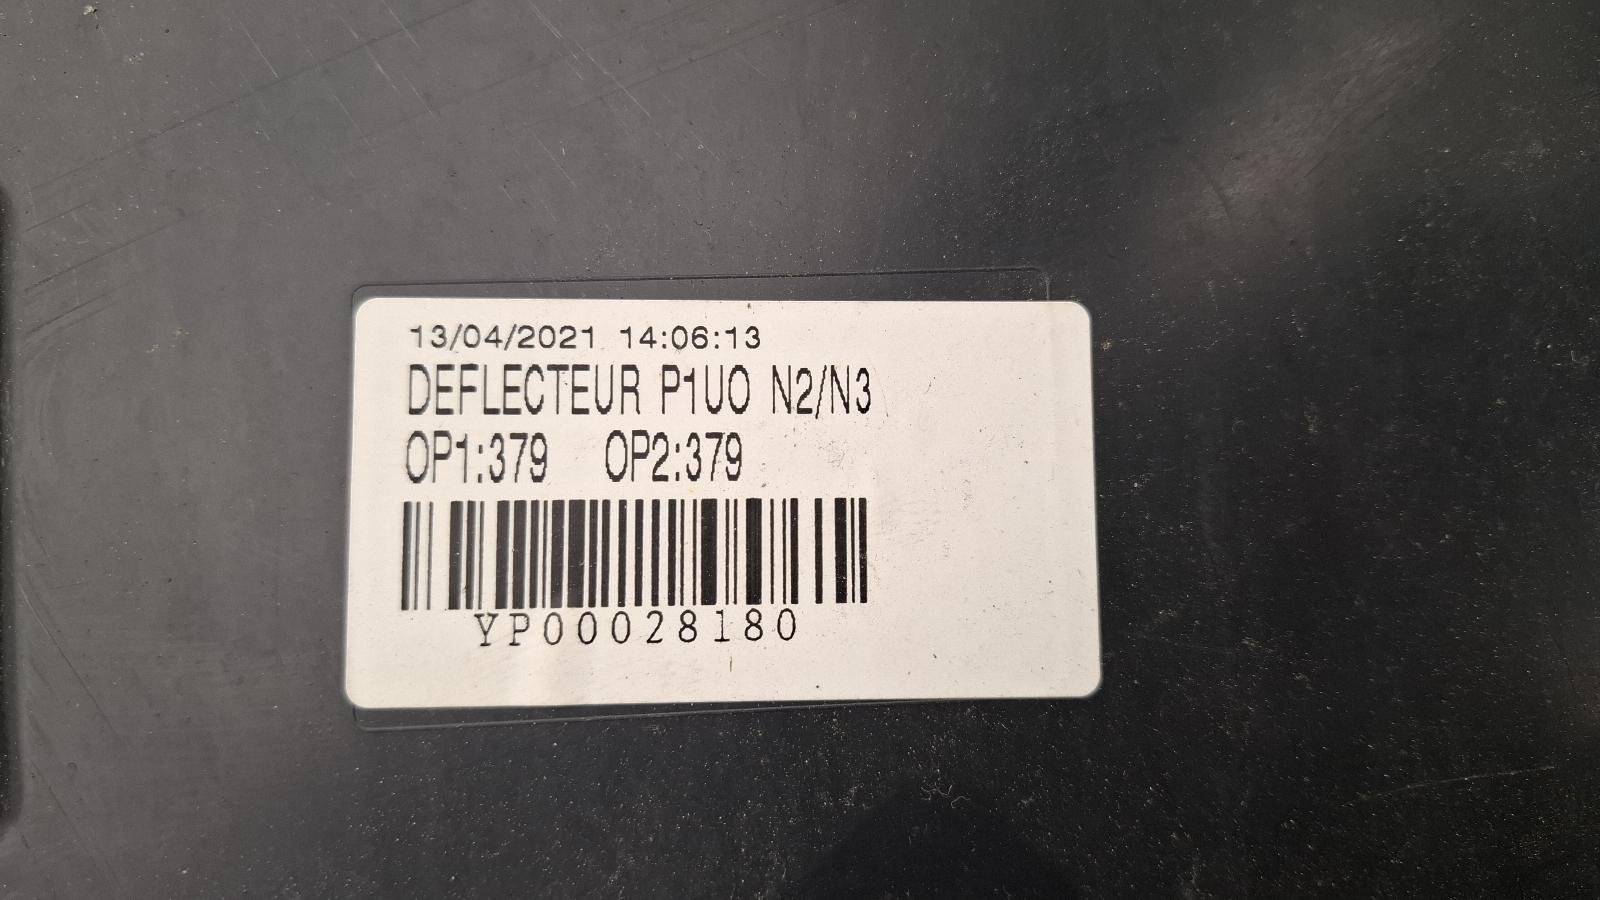 13/04/2021 14:06:13
DEFLECTEUR P1UO N2/N3
OP1:379 OP2:379
YP00028180